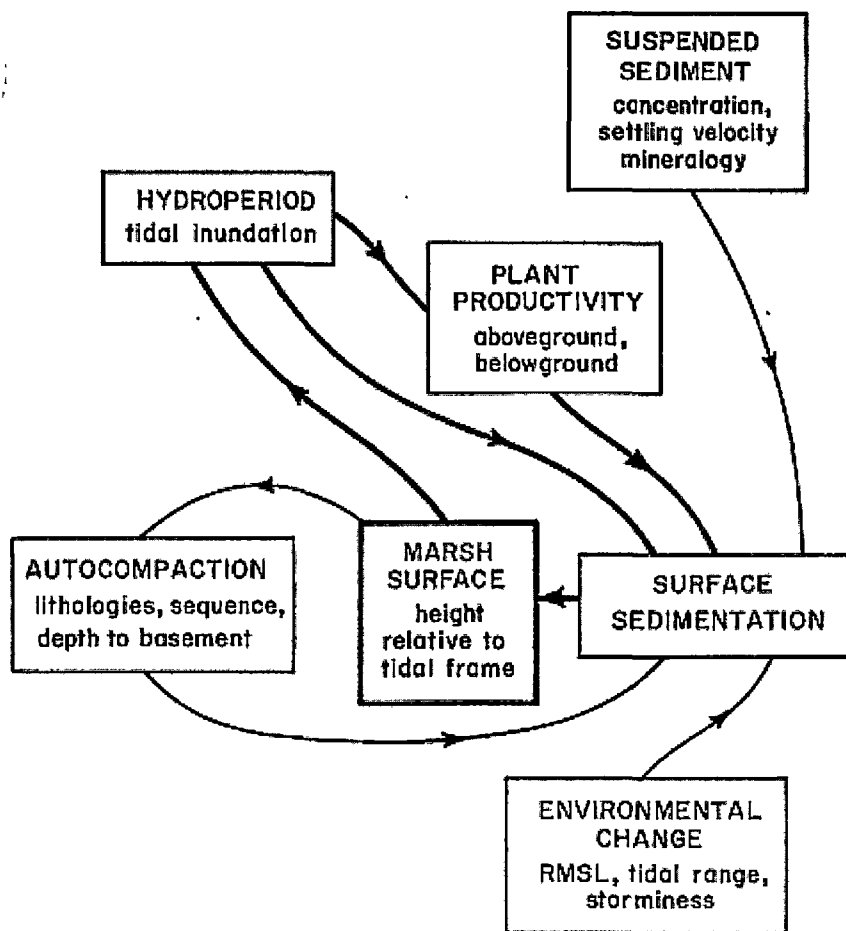 SUSPENDED
SEDIMENT
concentration,
settling velocity
mineralogy
HYDROPERIOD
tidal inundation
PLANT
PRODUCTIVITY
aboveground,
belowground
AUTOCOMPACTION
lithologies, sequence,
depth to basement
MARSH
SURFACE
height
relative to
tidal frame
SURFACE
SEDIMENTATION
ENVIRONMENTAL
CHANGE
RMSL, tidal range,
storminess